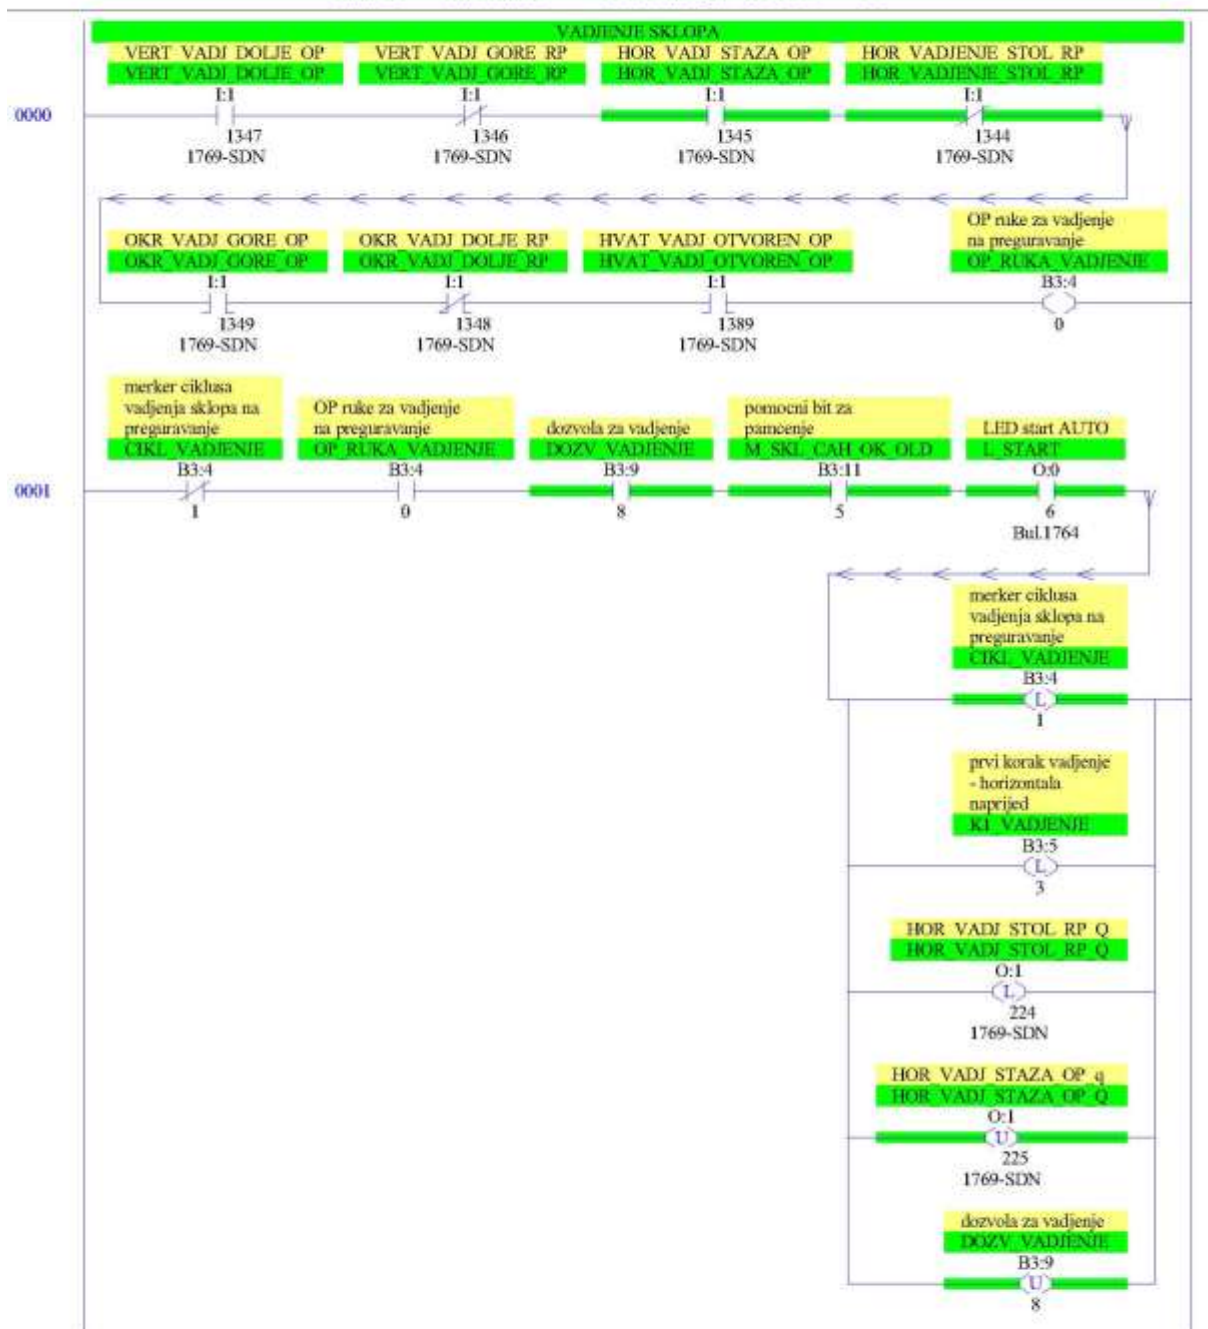 VADJENJE SKLOPA
VERT_VADJ_DOLJE_OP VERT_VADJ_GORE_RP HOR_VADJ_STAZA_OP HOR_VADJENJE_STOL_RP
VERT_VADJ_DOLJE_OP VERT_VADJ_GORE_RP HOR_VADJ_STAZA_OP HOR_VADJENJE_STOL_RP
I:1 I:1 I:1 I:1
0000
1347 1346 1345 1344
1769-SDN 1769-SDN 1769-SDN 1769-SDN
OP ruke za vadjenje
na preguravanje
OKR_VADJ_GORE_OP OKR_VADJ_DOLJE_RP HVAT_VADJ_OTVOREN_OP
OKR_VADJ_GORE_OP OKR_VADJ_DOLJE_RP HVAT_VADJ_OTVOREN_OP OP_RUKA_VADJENJE
I:1 I:1 I:1 B3:4
1349 1348 1389 0
1769-SDN 1769-SDN 1769-SDN
merker ciklusa
vadjenja sklopa na OP ruke za vadjenje pomocni bit za
preguravanje na preguravanje dozvola za vadjenje pamcenje LED start AUTO
CIKL_VADJENJE OP_RUKA_VADJENJE DOZV_VADJENJE M_SKL_CAH_OK_OLD L_START
B3:4 B3:4 B3:9 B3:11 O:0
0001
1 0 8 5 6
Bul.1764
merker ciklusa
vadjenja sklopa na
preguravanje
CIKL_VADJENJE
B3:4
L
1
prvi korak vadjenje
- horizontala
naprijed
K1_VADJENJE
B3:5
L
3
HOR_VADJ_STOL_RP_Q
HOR_VADJ_STOL_RP_Q
O:1
L
224
1769-SDN
HOR_VADJ_STAZA_OP_q
HOR_VADJ_STAZA_OP_Q
O:1
U
225
1769-SDN
dozvola za vadjenje
DOZV_VADJENJE
B3:9
U
8